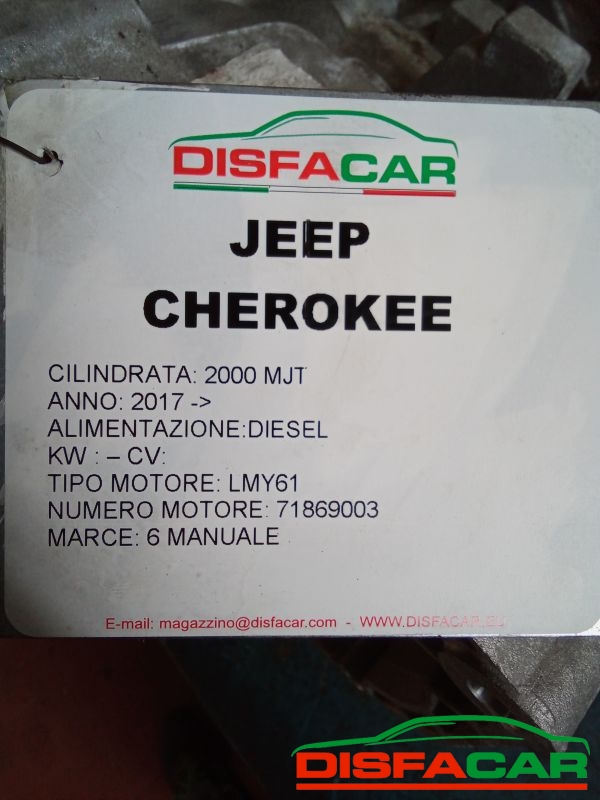 DISFACAR
JEEP
CHEROKEE
CILINDRATA: 2000 MJT
ANNO: 2017 ->
ALIMENTAZIONE:DIESEL
KW : – CV:
TIPO MOTORE: LMY61
NUMERO MOTORE: 71869003
MARCE: 6 MANUALE
E-mail: magazzino@disfacar.com - WWW.DISFACAR.EU
DISFACAR